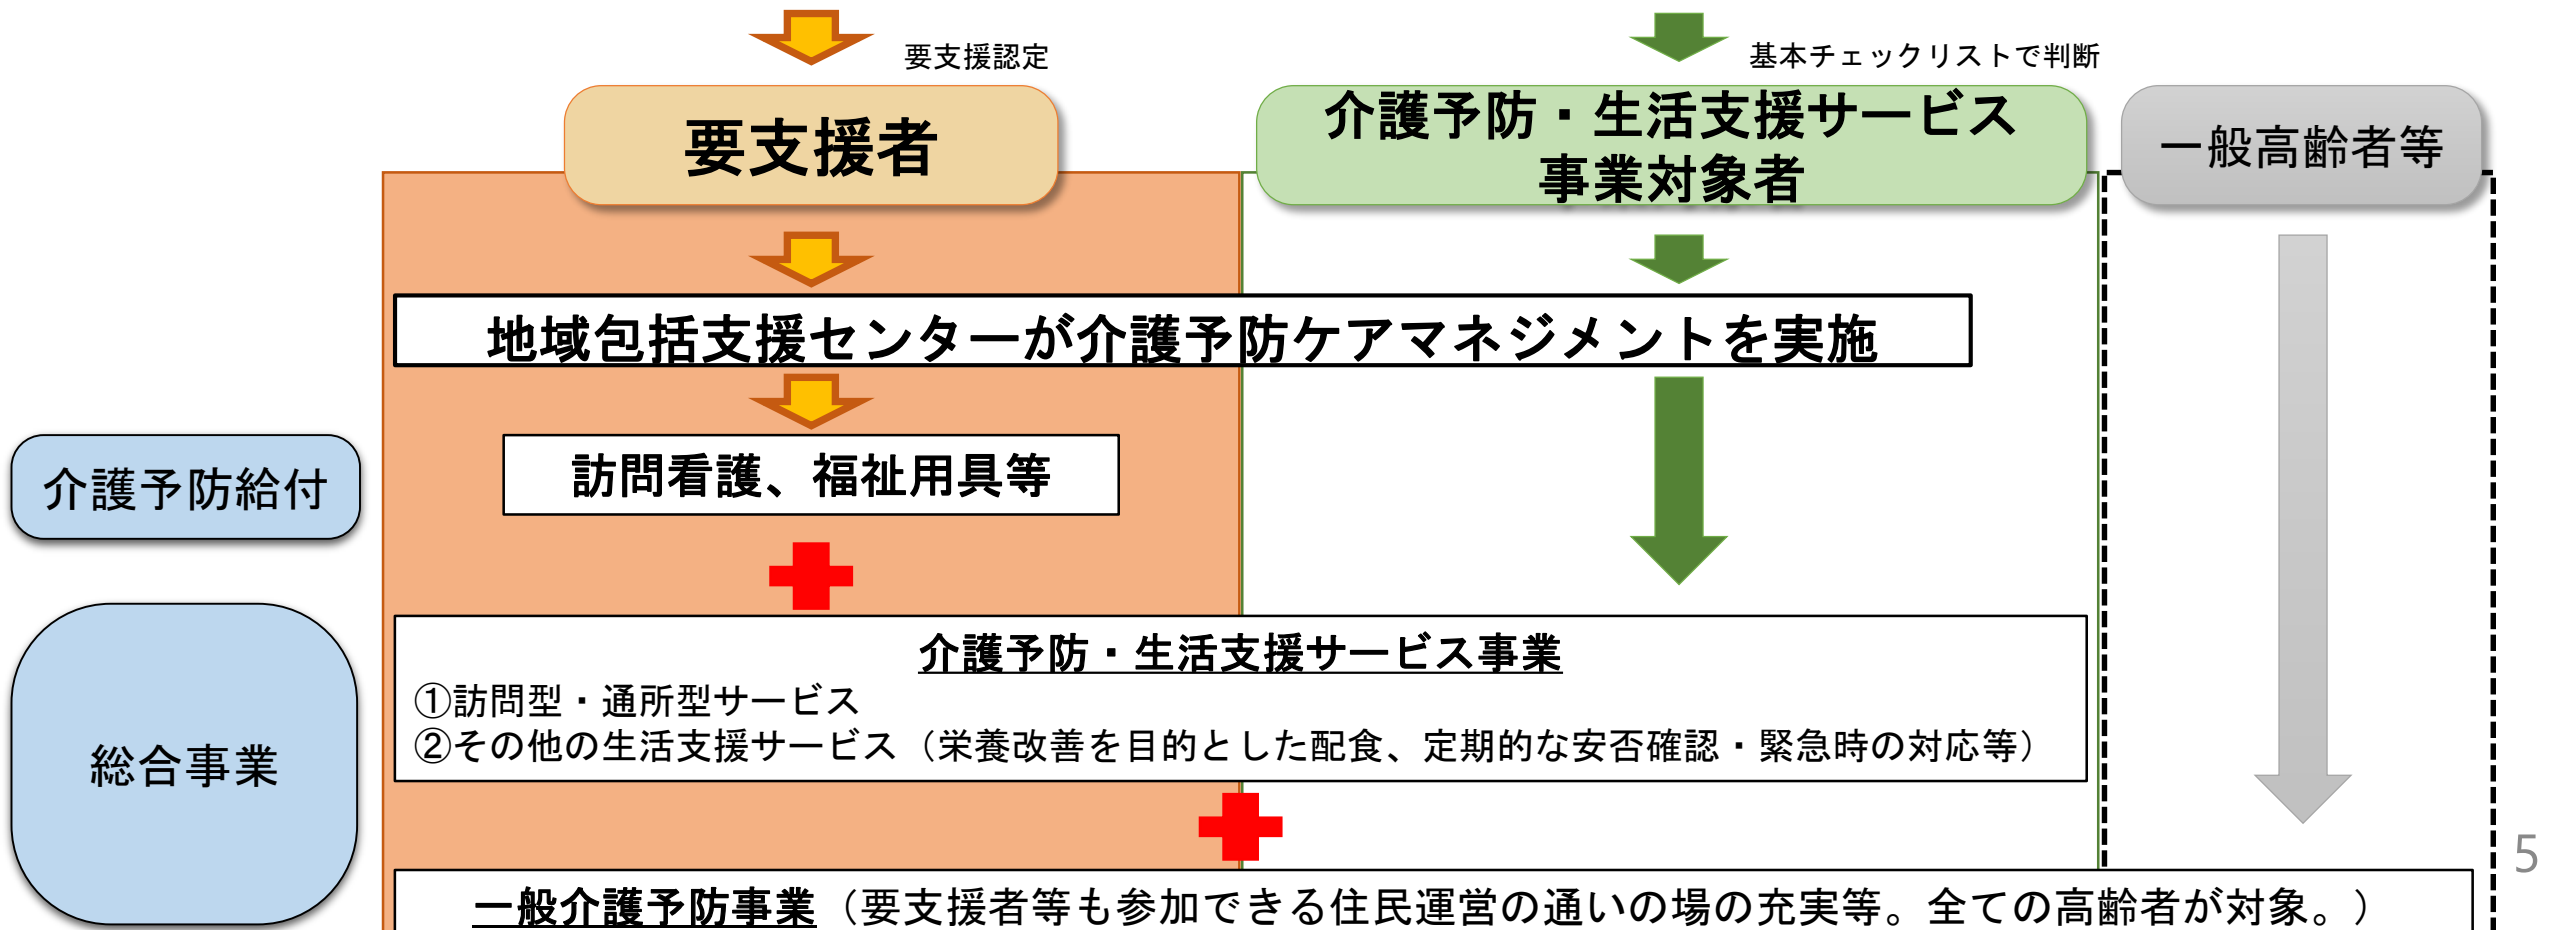 要支援認定
基本チェックリストで判断
要支援者
介護予防・生活支援サービス
事業対象者
一般高齢者等
地域包括支援センターが介護予防ケアマネジメントを実施
介護予防給付
訪問看護、福祉用具等
総合事業
介護予防・生活支援サービス事業
①訪問型・通所型サービス
②その他の生活支援サービス（栄養改善を目的とした配食、定期的な安否確認・緊急時の対応等）
一般介護予防事業（要支援者等も参加できる住民運営の通いの場の充実等。全ての高齢者が対象。）
5